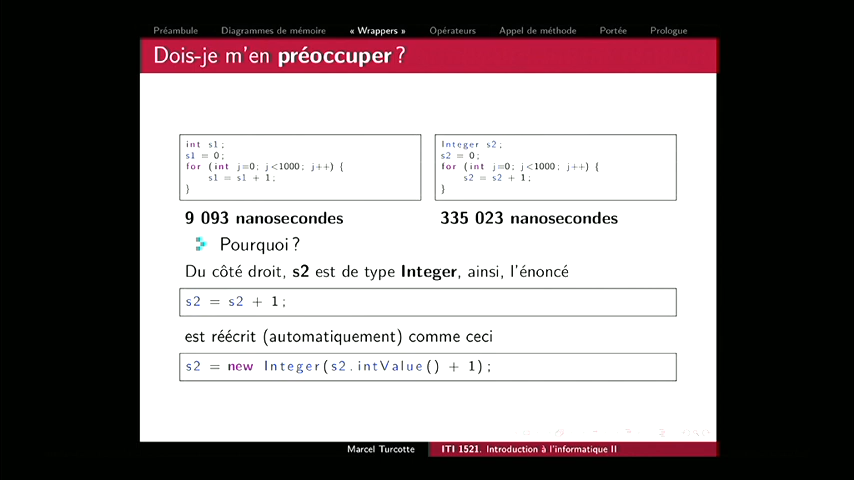 Préambule Diagrammes de mémoire « Wrappers » Opérateurs Appel de méthode Portée Prologue
Dois-je m'en préoccuper ?
int s1;
s1 = 0;
for (int j=0; j<1000; j++) {
s1 = s1 + 1;
}
9 093 nanosecondes
Integer s2;
s2 = 0;
for (int j=0; j<1000; j++) {
s2 = s2 + 1;
}
335 023 nanosecondes
Pourquoi ?
Du côté droit, s2 est de type Integer, ainsi, l'énoncé
s2 = s2 + 1;
est réécrit (automatiquement) comme ceci
s2 = new Integer(s2.intValue() + 1);
Marcel Turcotte ITI 1521. Introduction à l'informatique II